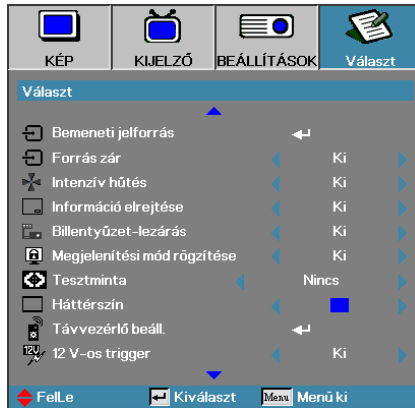 KÉP KIJELZŐ BEÁLLÍTÁSOK Választ
Választ
Bemeneti jelforrás
Forrás zár Ki
Intenzív hűtés Ki
Információ elrejtése Ki
Billentyűzet-lezárás Ki
Megjelenítési mód rögzítése Ki
Tesztminta Nincs
Háttérszín
Távvezérlő beáll.
12V 12 V-os trigger Ki
FelLe Kiválaszt Menu Menü ki